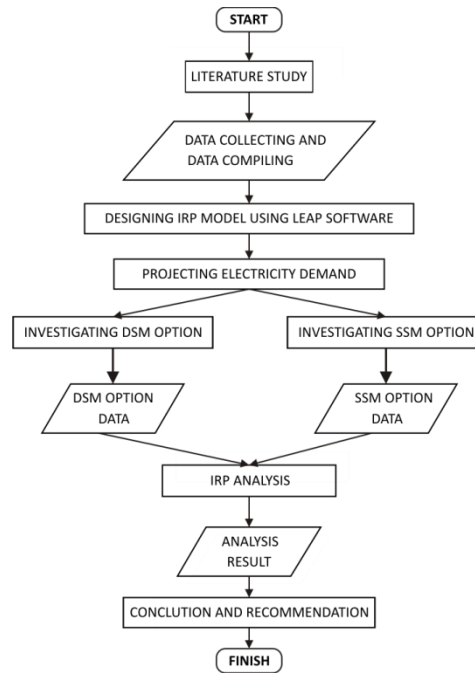 START
LITERATURE STUDY
DATA COLLECTING AND
DATA COMPILING
DESIGNING IRP MODEL USING LEAP SOFTWARE
PROJECTING ELECTRICITY DEMAND
INVESTIGATING DSM OPTION
INVESTIGATING SSM OPTION
DSM OPTION
DATA
SSM OPTION
DATA
IRP ANALYSIS
ANALYSIS
RESULT
CONCLUTION AND RECOMMENDATION
FINISH